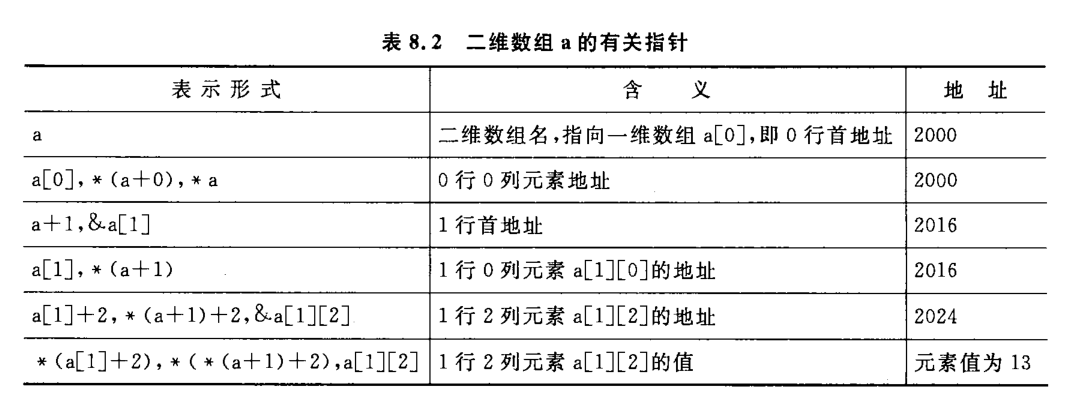 表 8.2 二维数组 a 的有关指针
表 示 形 式 含 义 地 址
a 二维数组名,指向一维数组 a[0],即 0 行首地址 2000
a[0],*(a+0),*a 0 行 0 列元素地址 2000
a+1,&a[1] 1 行首地址 2016
a[1],*(a+1) 1 行 0 列元素 a[1][0]的地址 2016
a[1]+2,*(a+1)+2,&a[1][2] 1 行 2 列元素 a[1][2]的地址 2024
*(a[1]+2),*(*(a+1)+2),a[1][2] 1 行 2 列元素 a[1][2]的值 元素值为 13